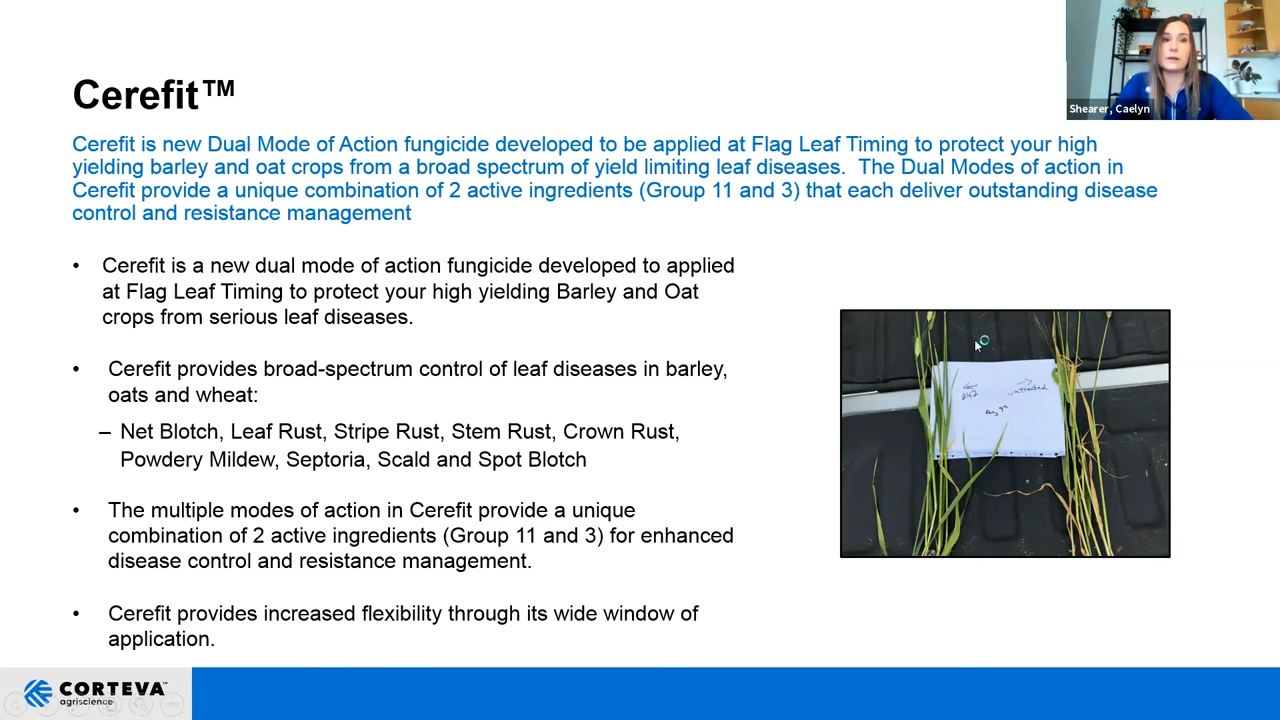 Shearer, Caelyn
Cerefit™
Cerefit is new Dual Mode of Action fungicide developed to be applied at Flag Leaf Timing to protect your high
yielding barley and oat crops from a broad spectrum of yield limiting leaf diseases.  The Dual Modes of action in
Cerefit provide a unique combination of 2 active ingredients (Group 11 and 3) that each deliver outstanding disease
control and resistance management
• Cerefit is a new dual mode of action fungicide developed to applied
at Flag Leaf Timing to protect your high yielding Barley and Oat
crops from serious leaf diseases.
• Cerefit provides broad-spectrum control of leaf diseases in barley,
oats and wheat:
– Net Blotch, Leaf Rust, Stripe Rust, Stem Rust, Crown Rust,
Powdery Mildew, Septoria, Scald and Spot Blotch
• The multiple modes of action in Cerefit provide a unique
combination of 2 active ingredients (Group 11 and 3) for enhanced
disease control and resistance management.
• Cerefit provides increased flexibility through its wide window of
application.
untreated
CORTEVA™
agriscience